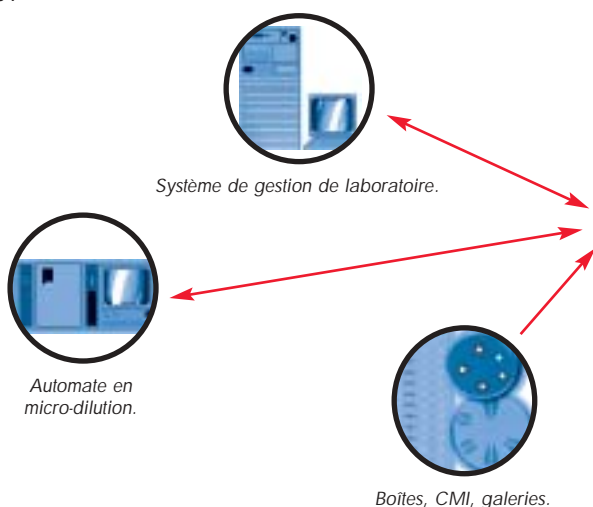 Système de gestion de laboratoire.
Automate en
micro-dilution.
Boîtes, CMI, galeries.